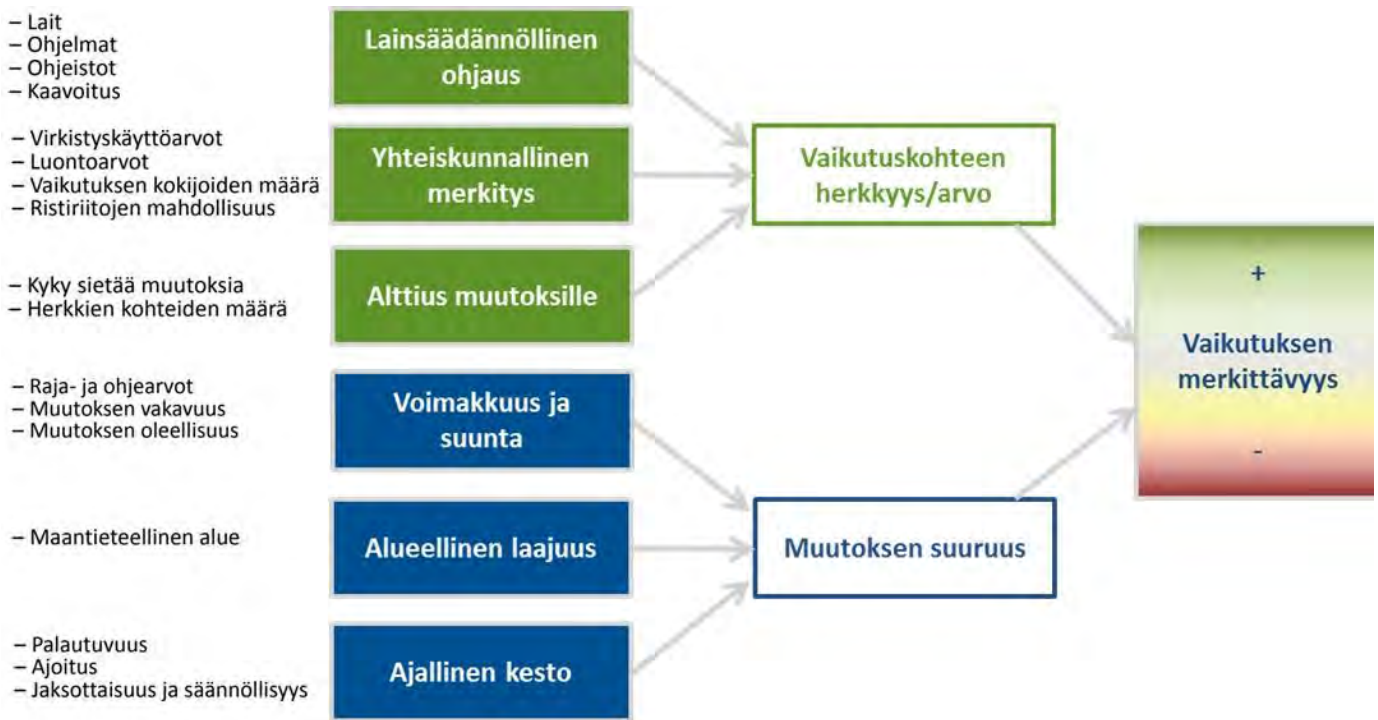 – Lait
– Ohjelmat
– Ohjeistot
– Kaavoitus
Lainsäädännöllinen
ohjaus
– Virkistyskäyttöarvot
– Luontoarvot
– Vaikutuksen kokijoiden määrä
– Ristiriitojen mahdollisuus
Yhteiskunnallinen
merkitys
– Kyky sietää muutoksia
– Herkkien kohteiden määrä
Alttius muutoksille
Vaikutuskohteen
herkkyys/arvo
– Raja- ja ohjearvot
– Muutoksen vakavuus
– Muutoksen oleellisuus
Voimakkuus ja
suunta
– Maantieteellinen alue
Alueellinen laajuus
– Palautuvuus
– Ajoitus
– Jaksottaisuus ja säännöllisyys
Ajallinen kesto
Muutoksen suuruus
+
Vaikutuksen
merkittävyys
-